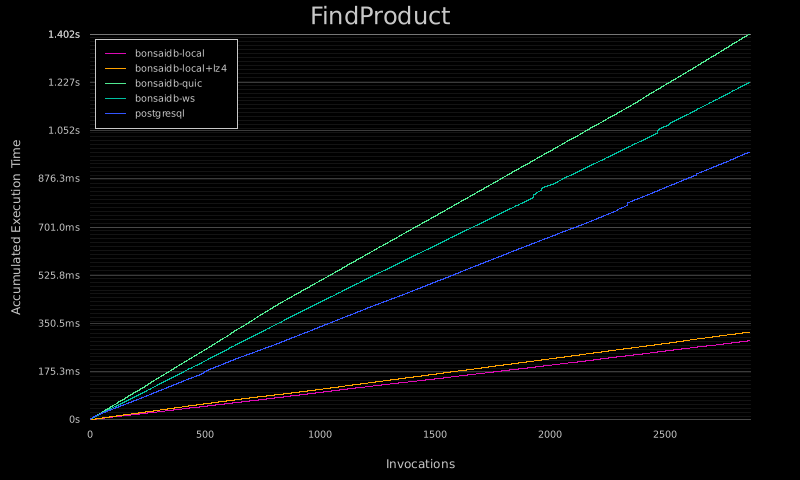 FindProduct
1.402s
1.227s
1.052s
876.3ms
701.0ms
525.8ms
350.5ms
175.3ms
0s
bonsaidb-local
bonsaidb-local+lz4
bonsaidb-quic
bonsaidb-ws
postgresql
Accumulated Execution Time
0 500 1000 1500 2000 2500
Invocations